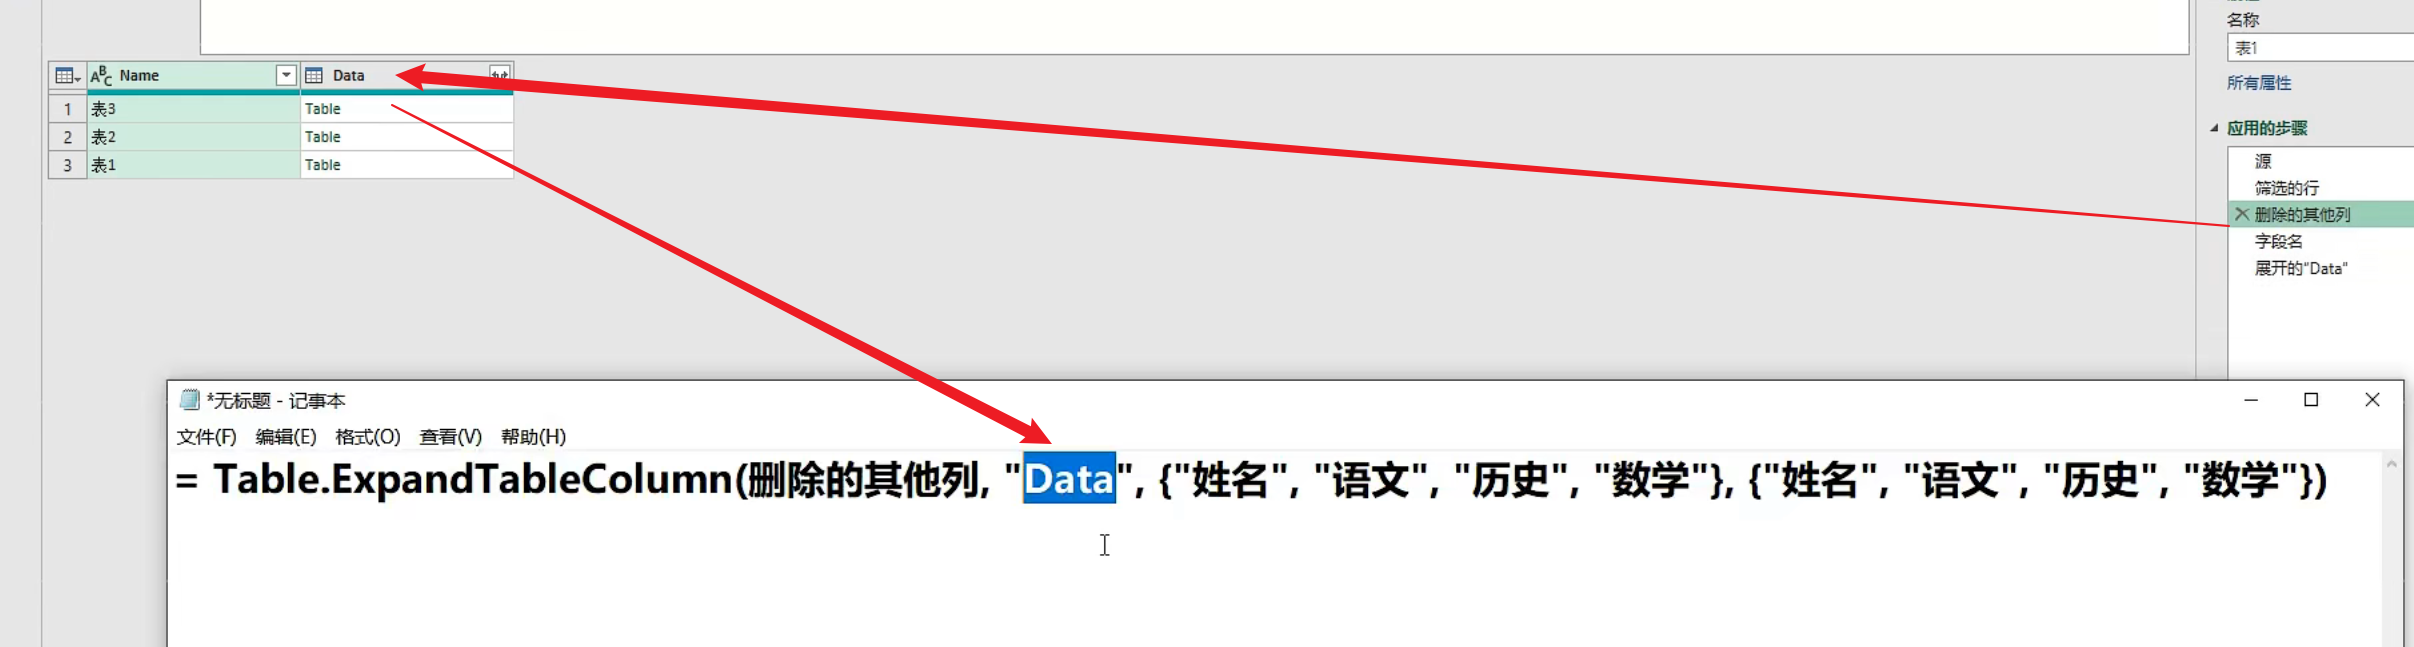 名称
表1
所有属性
Name Data
1 表3 Table
2 表2 Table
3 表1 Table
应用的步骤
源
筛选的行
删除的其他列
字段名
展开的"Data"
*无标题 - 记事本
文件(F) 编辑(E) 格式(O) 查看(V) 帮助(H)
= Table.ExpandTableColumn(删除的其他列, "Data", {"姓名", "语文", "历史", "数学"}, {"姓名", "语文", "历史", "数学"})